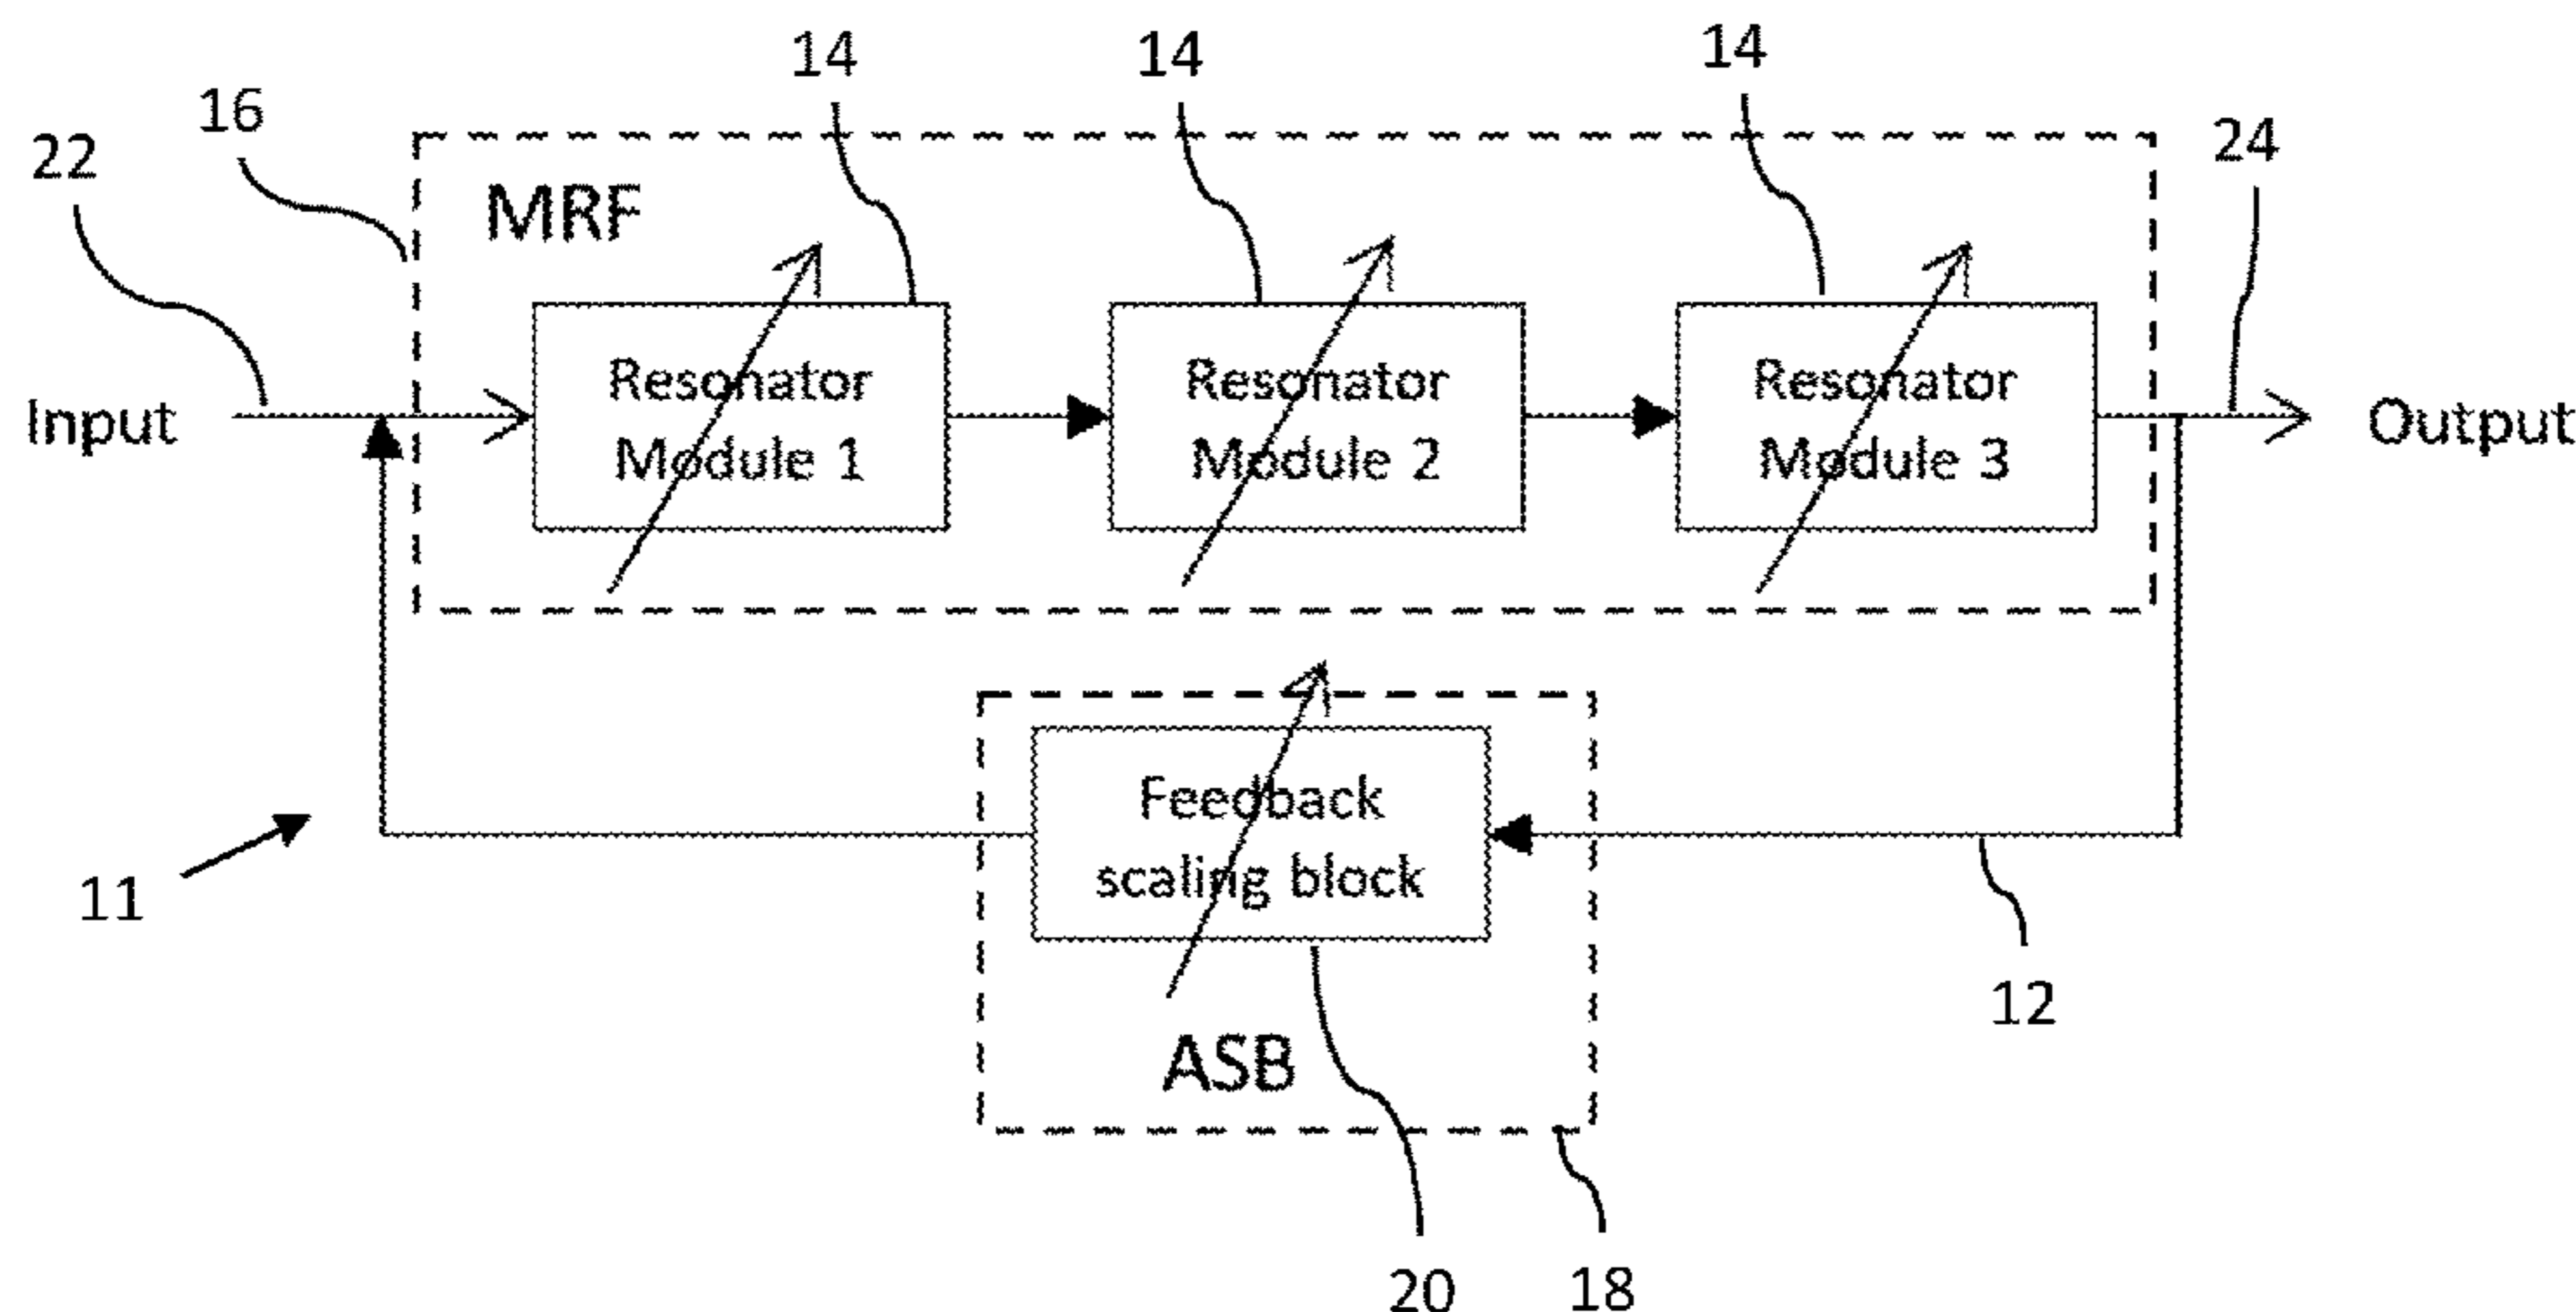 14
14
14
16
22
24
MRF
Resonator
Module 1
Resonator
Module 2
Resonator
Module 3
Input
Output
Feedback
scaling block
11
12
ASB
20
18